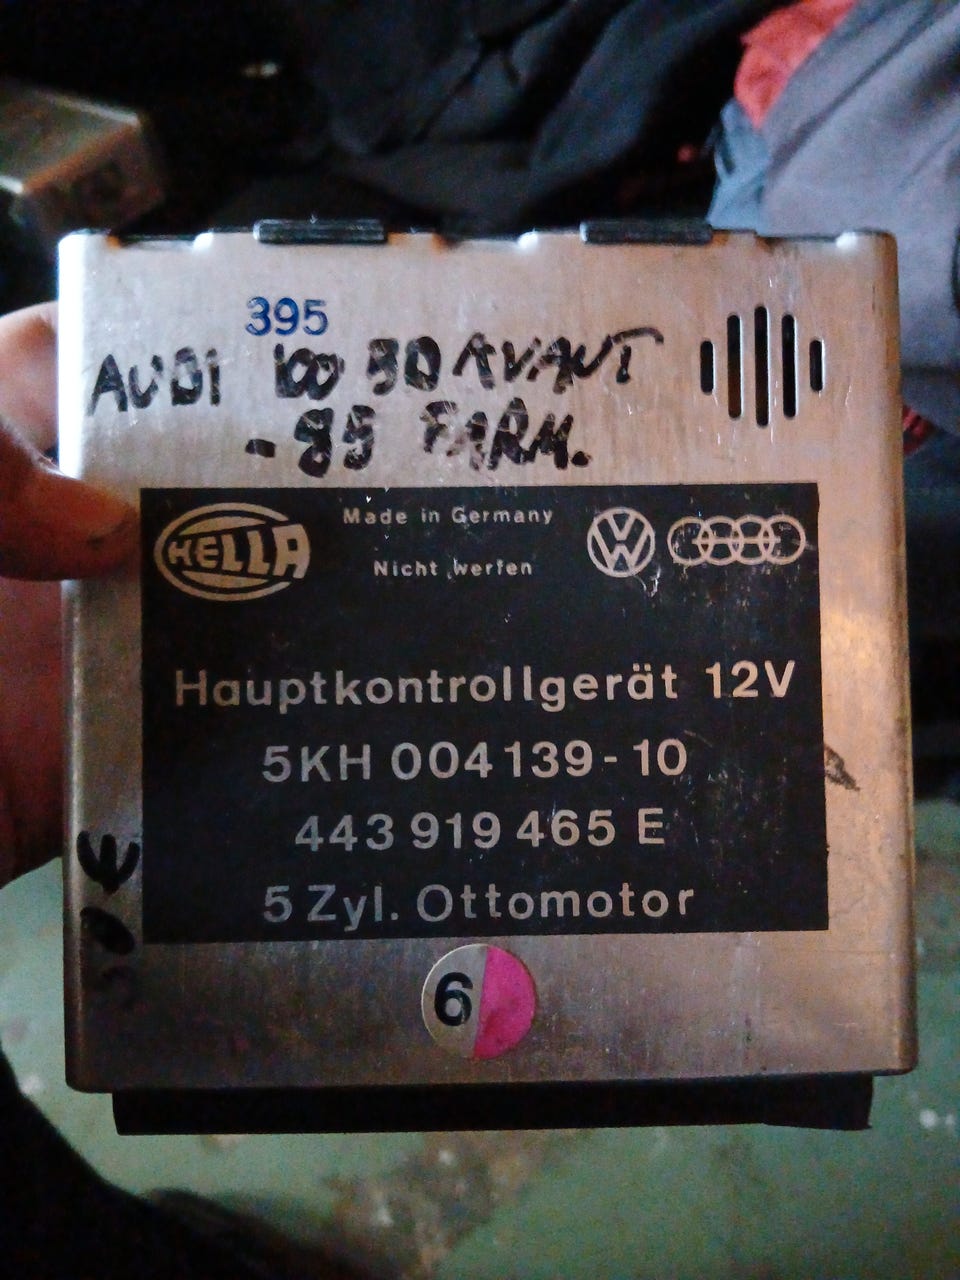 395
AUDI 100 90 AVANT
-85 FARM.
HELLA
Made in Germany
Nicht werfen
Hauptkontrollgerät 12V
5KH 004139-10
443 919 465 E
5 Zyl. Ottomotor
6